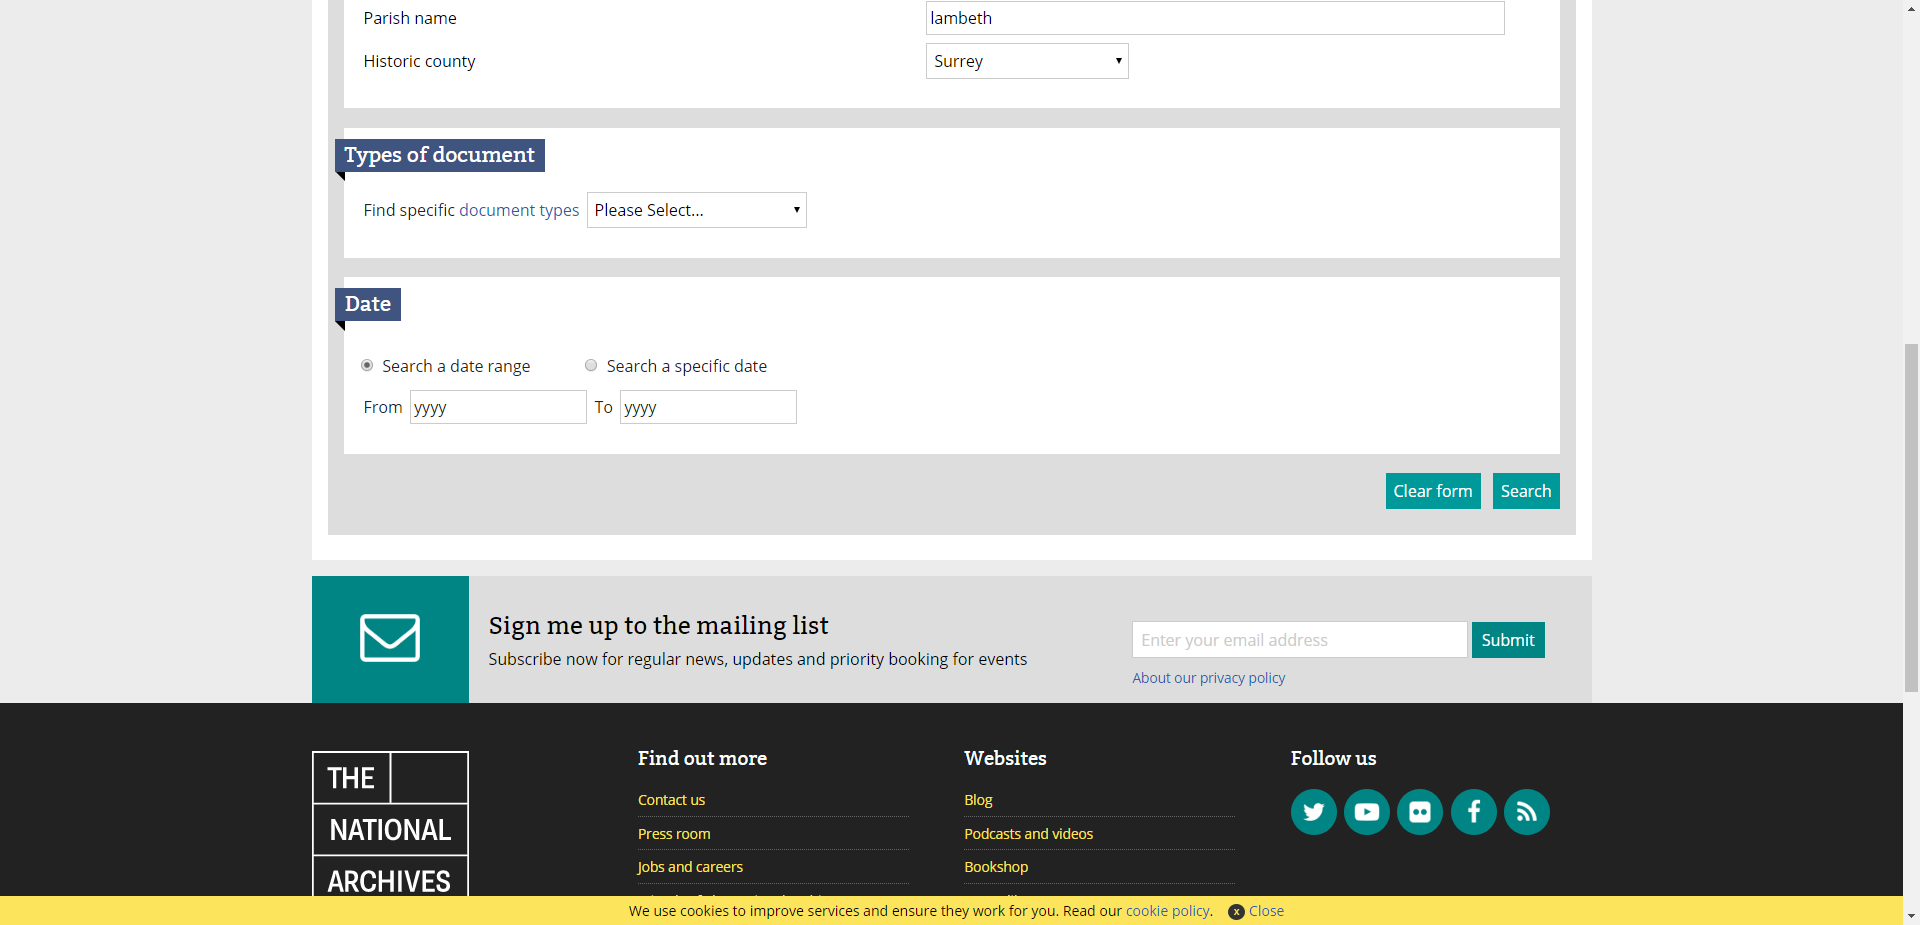 Parish name lambeth
Historic county Surrey
Types of document
Find specific document types Please Select...
Date
Search a date range Search a specific date
From yyyy To yyyy
Clear form Search
Sign me up to the mailing list
Subscribe now for regular news, updates and priority booking for events
Enter your email address Submit
About our privacy policy
THE
NATIONAL
ARCHIVES
Find out more
Contact us
Press room
Jobs and careers
Websites
Blog
Podcasts and videos
Bookshop
Follow us
We use cookies to improve services and ensure they work for you. Read our cookie policy. x Close